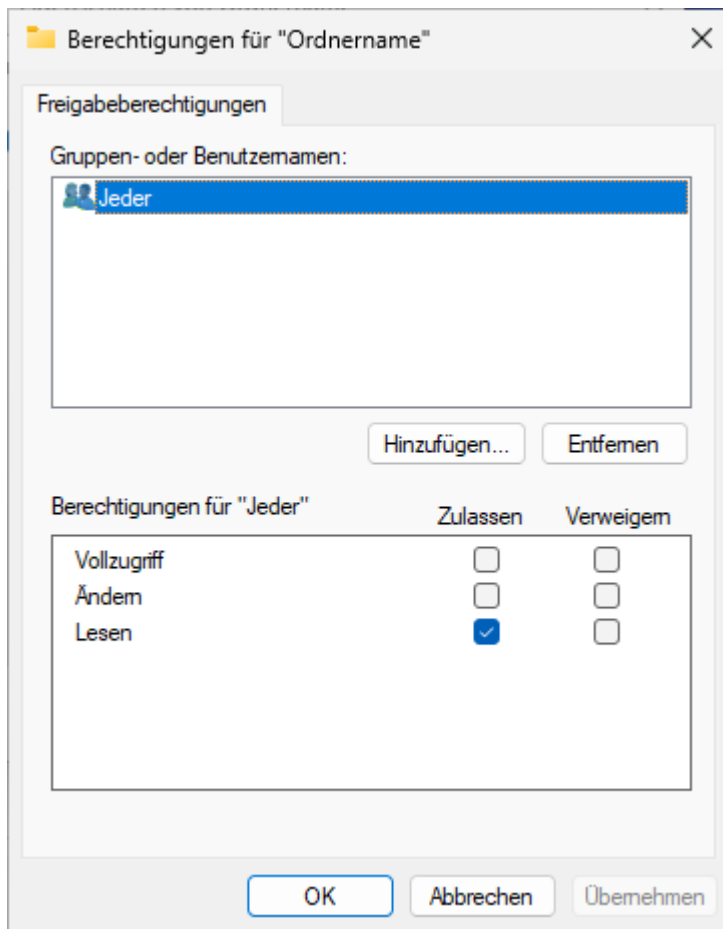 Berechtigungen für "Ordnername"
Freigabeberechtigungen
Gruppen- oder Benutzernamen:
Jeder
Hinzufügen... Entfernen
Berechtigungen für "Jeder" Zulassen Verweigern
Vollzugriff
Ändern
Lesen
OK Abbrechen Übernehmen